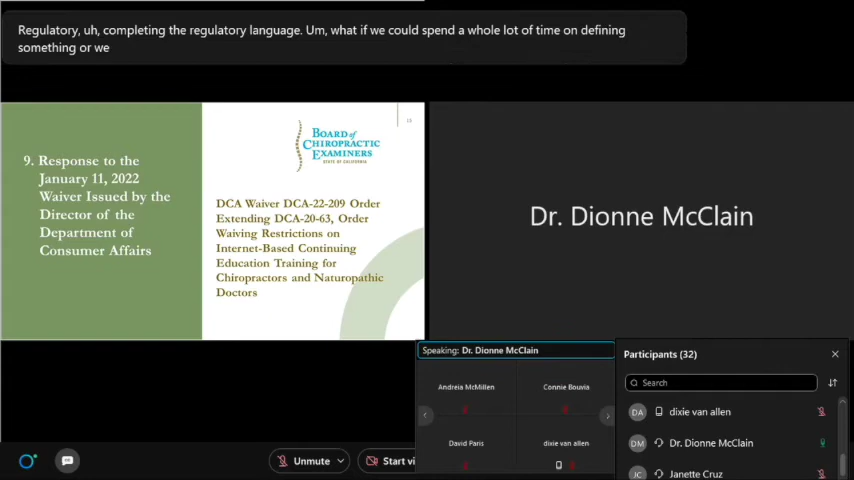 Regulatory, uh, completing the regulatory language. Um, what if we could spend a whole lot of time on defining
something or we
9. Response to the
January 11, 2022
Waiver Issued by the
Director of the
Department of
Consumer Affairs
15
BOARD of
CHIROPRACTIC
EXAMINERS
STATE OF CALIFORNIA
DCA Waiver DCA-22-209 Order
Extending DCA-20-63, Order
Waiving Restrictions on
Internet-Based Continuing
Education Training for
Chiropractors and Naturopathic
Doctors
Dr. Dionne McClain
Speaking: Dr. Dionne McClain
Andreia McMillen
Connie Bouvia
David Paris
dixie van allen
Participants (32)
Search
DA dixie van allen
DM Dr. Dionne McClain
JC Janette Cruz
Unmute
Start vi